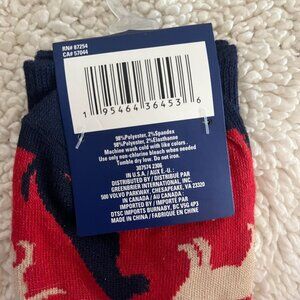 RN# 87254
CA# 57044
1 95464 36453 6
98% Polyester, 2% Spandex
98% Polyester, 2% Élasthanne
Machine wash cold with like colors.
Use only non-chlorine bleach when needed
Tumble dry low. Do not iron.
307574 2306
IN U.S.A. / AUX É.-U. :
DISTRIBUTED BY / DISTRIBUÉ PAR
GREENBRIER INTERNATIONAL, INC.
500 VOLVO PARKWAY, CHESAPEAKE, VA 23320
IN CANADA / AU CANADA :
IMPORTED BY / IMPORTÉ PAR
DTSC IMPORTS BURNABY, BC V5G 4P3
MADE IN CHINA / FABRIQUÉ EN CHINE